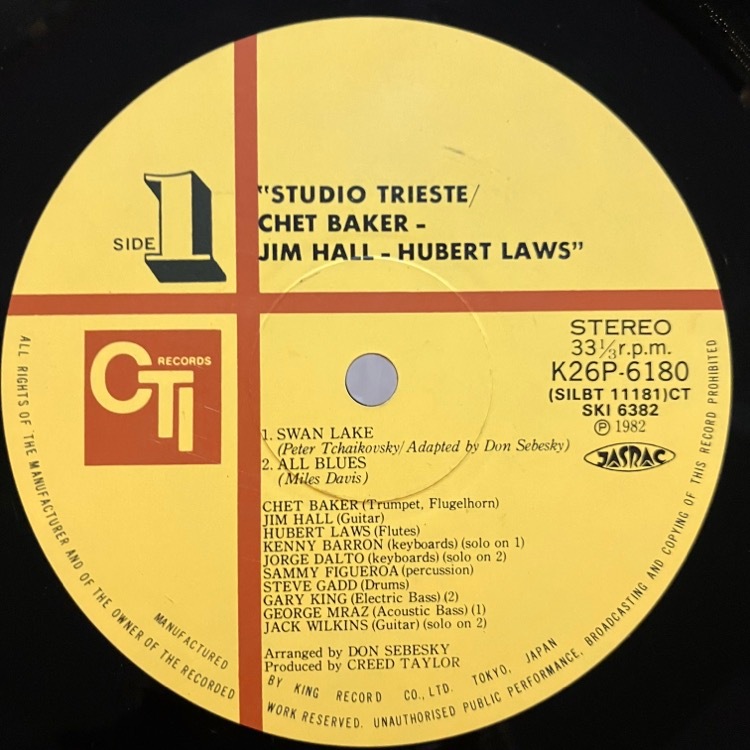 SIDE 1
"STUDIO TRIESTE/
CHET BAKER -
JIM HALL - HUBERT LAWS"
CTI RECORDS
STEREO
33⅓r.p.m.
K26P-6180
(SILBT 11181)CT
SKI 6382
Ⓟ 1982
JASRAC
1. SWAN LAKE
(Peter Tchaikovsky/Adapted by Don Sebesky)
2. ALL BLUES
(Miles Davis)
CHET BAKER (Trumpet, Flugelhorn)
JIM HALL (Guitar)
HUBERT LAWS (Flutes)
KENNY BARRON (keyboards) (solo on 1)
JORGE DALTO (keyboards) (solo on 2)
SAMMY FIGUEROA (percussion)
STEVE GADD (Drums)
GARY KING (Electric Bass) (2)
GEORGE MRAZ (Acoustic Bass) (1)
JACK WILKINS (Guitar) (solo on 2)
Arranged by DON SEBESKY
Produced by CREED TAYLOR
MANUFACTURED BY KING RECORD CO., LTD. TOKYO, JAPAN
ALL RIGHTS OF THE MANUFACTURER AND OF THE OWNER OF THE RECORDED WORK RESERVED. UNAUTHORISED PUBLIC PERFORMANCE, BROADCASTING AND COPYING OF THIS RECORD PROHIBITED